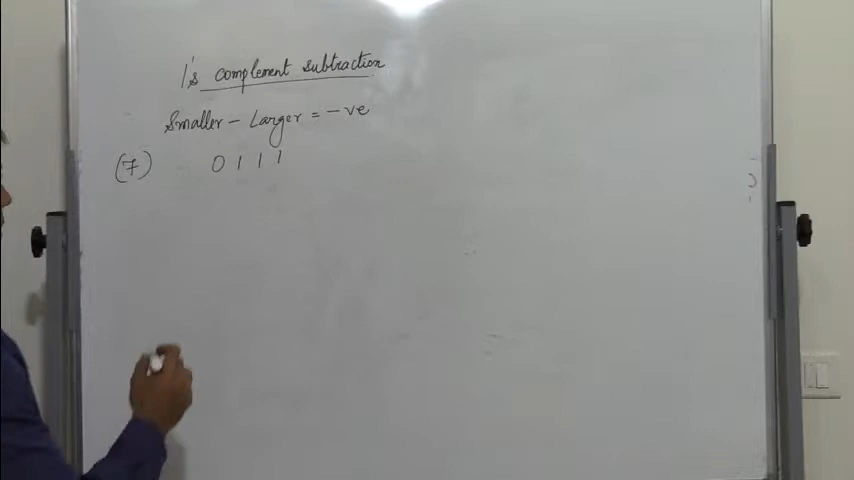 1's complement subtraction
Smaller - Larger = -ve
(7) 0 1 1 1